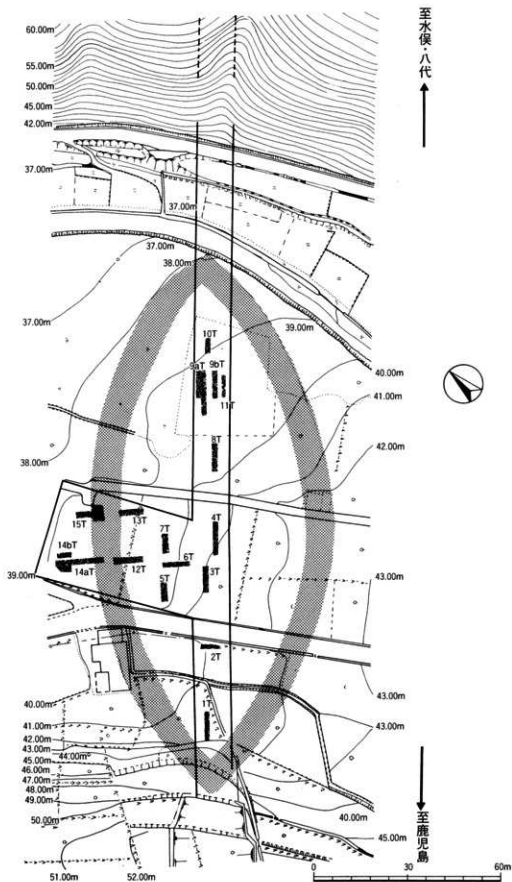 60.00m
55.00m
50.00m
45.00m
42.00m
37.00m
37.00m
37.00m
38.00m
39.00m
37.00m
40.00m
41.00m
42.00m
38.00m
43.00m
39.00m
至水俣・八代
10T
9aT
9bT
11T
8T
15T
13T
7T
4T
14bT
14aT
12T
6T
5T
3T
2T
1T
40.00m
41.00m
42.00m
43.00m
44.00m
45.00m
46.00m
47.00m
48.00m
49.00m
50.00m
51.00m
52.00m
43.00m
43.00m
40.00m
45.00m
至鹿児島
0
30
60m